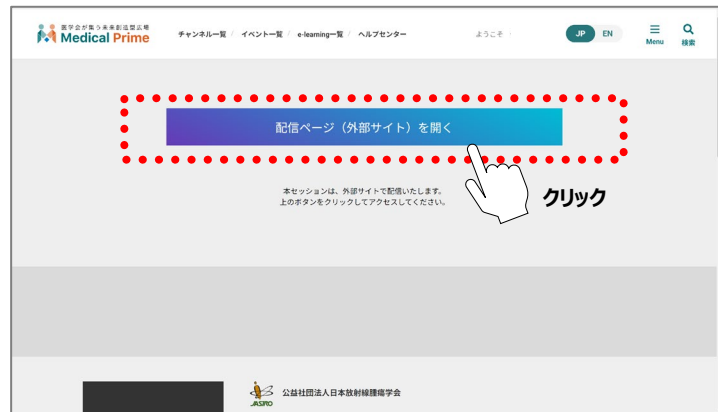 医学会が集う未来創造型広場
Medical Prime
チャンネル一覧 / イベント一覧 / e-learning一覧 / ヘルプセンター
ようこそ
JP EN
Menu
検索
配信ページ（外部サイト）を開く
クリック
本セッションは、外部サイトで配信いたします。
上のボタンをクリックしてアクセスしてください。
公益社団法人日本放射線腫瘍学会
JASTRO